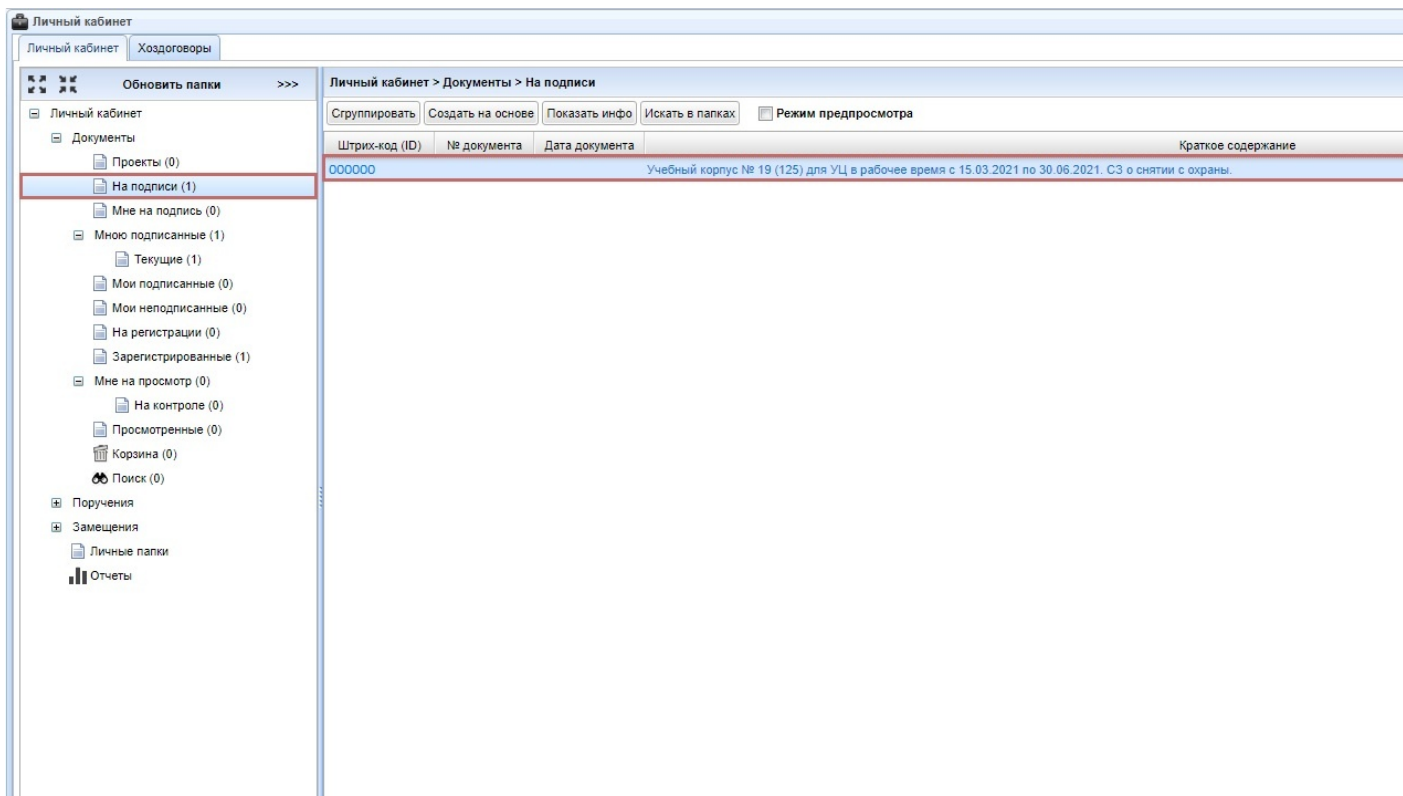 Личный кабинет
Личный кабинет Хоздоговоры
Обновить папки >>>
Личный кабинет
Документы
Проекты (0)
На подписи (1)
Мне на подпись (0)
Мною подписанные (1)
Текущие (1)
Мои подписанные (0)
Мои неподписанные (0)
На регистрации (0)
Зарегистрированные (1)
Мне на просмотр (0)
На контроле (0)
Просмотренные (0)
Корзина (0)
Поиск (0)
Поручения
Замещения
Личные папки
Отчеты
Личный кабинет > Документы > На подписи
Сгруппировать Создать на основе Показать инфо Искать в папках Режим предпросмотра
Штрих-код (ID) № документа Дата документа Краткое содержание
000000 Учебный корпус № 19 (125) для УЦ в рабочее время с 15.03.2021 по 30.06.2021. СЗ о снятии с охраны.